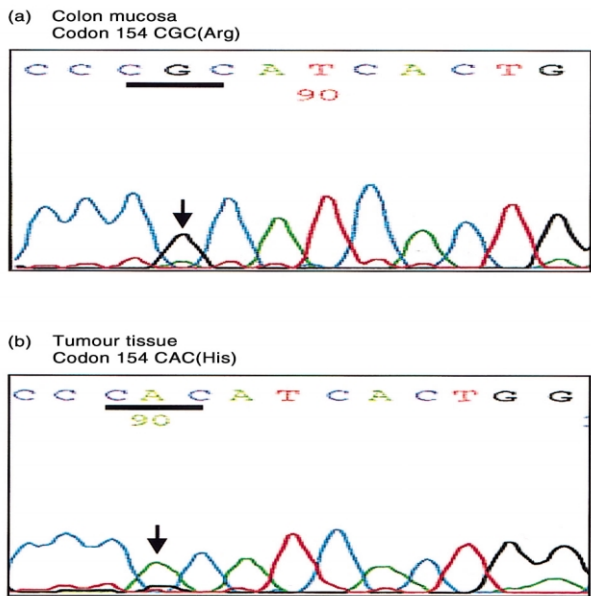 (a) Colon mucosa
Codon 154 CGC(Arg)
C C C G C A T C A C T G
90
(b) Tumour tissue
Codon 154 CAC(His)
C C C A C A T C A C T G G
90